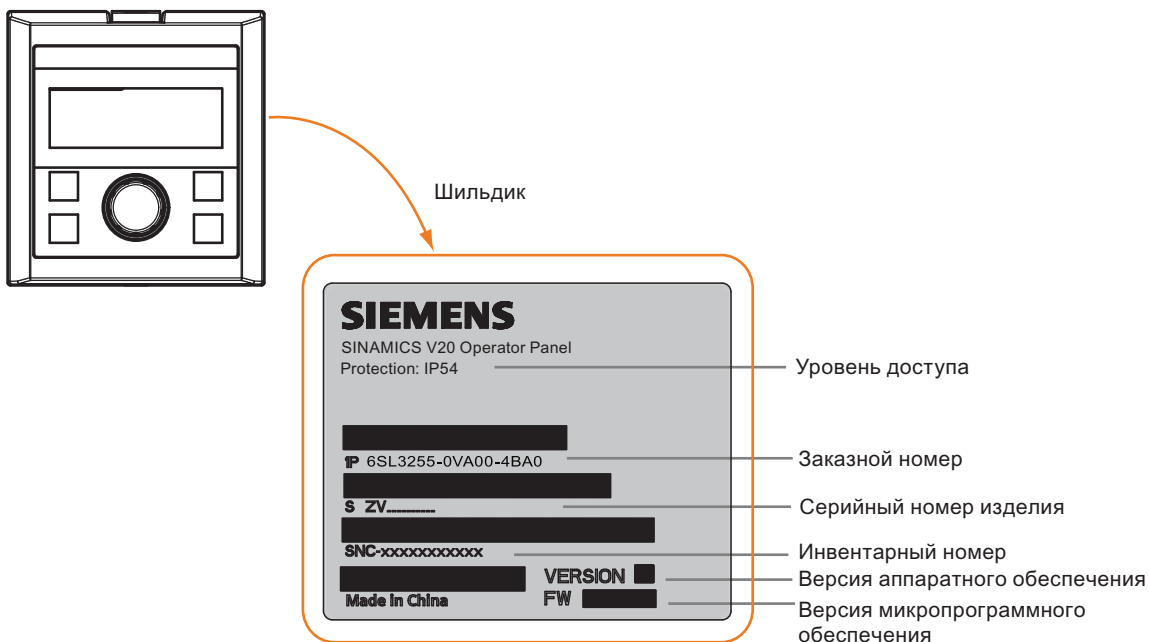 Шильдик
SIEMENS
SINAMICS V20 Operator Panel
Protection: IP54
Уровень доступа
1P 6SL3255-0VA00-4BA0
Заказной номер
S ZV..........
Серийный номер изделия
SNC-xxxxxxxxxxx
Инвентарный номер
VERSION
Версия аппаратного обеспечения
Made in China
FW
Версия микропрограммного
обеспечения